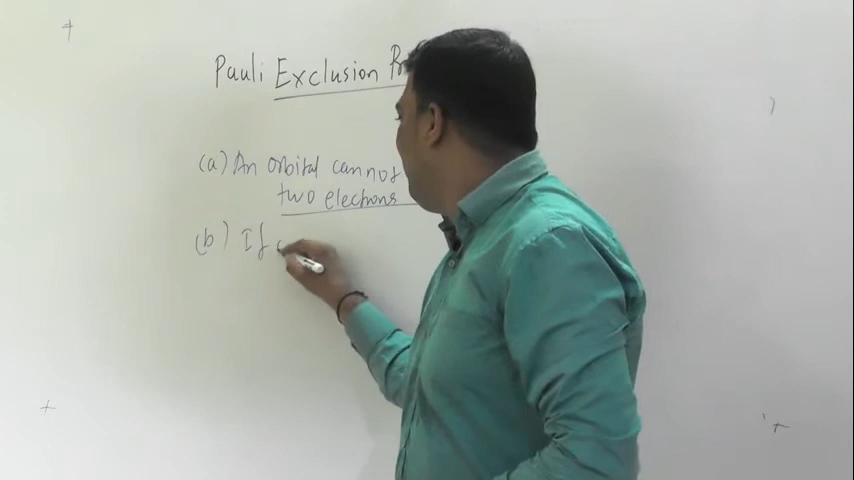 Pauli Exclusion
(a) An orbital cannot
two electrons
(b) If